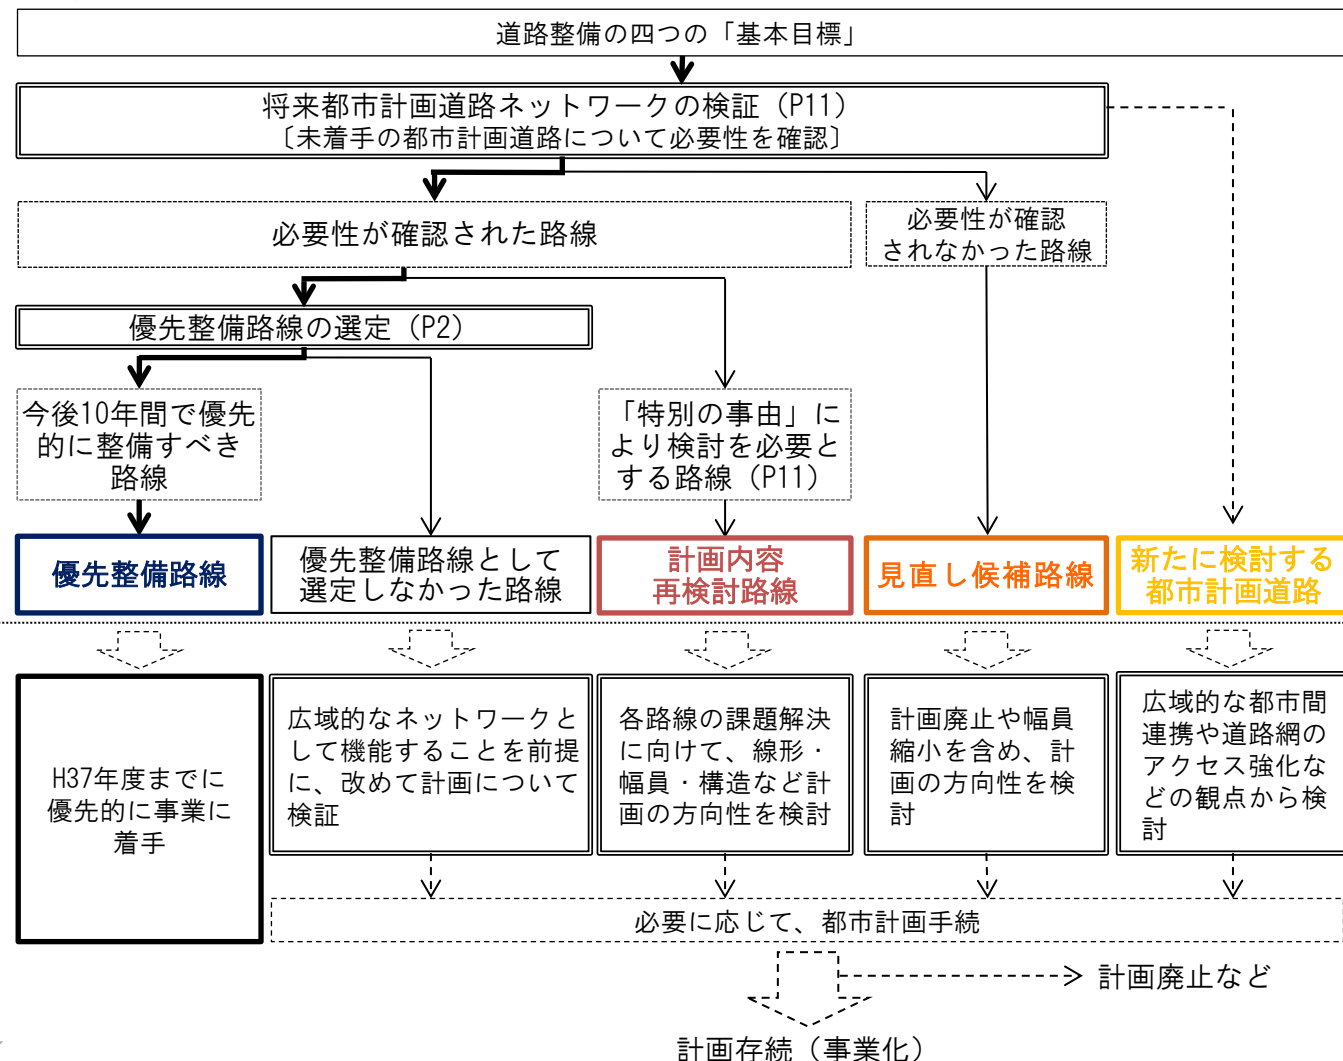 道路整備の四つの「基本目標」
将来都市計画道路ネットワークの検証（P11）
〔未着手の都市計画道路について必要性を確認〕
必要性が確認された路線
必要性が確認
されなかった路線
優先整備路線の選定（P2）
今後10年間で優先
的に整備すべき
路線
「特別の事由」に
より検討を必要と
する路線（P11）
優先整備路線
優先整備路線として
選定しなかった路線
計画内容
再検討路線
見直し候補路線
新たに検討する
都市計画道路
H37年度までに
優先的に事業に
着手
広域的なネットワークと
して機能することを前提
に、改めて計画について
検証
各路線の課題解決
に向けて、線形・
幅員・構造など計
画の方向性を検討
計画廃止や幅員
縮小を含め、計
画の方向性を検
討
広域的な都市間
連携や道路網の
アクセス強化な
どの観点から検
討
必要に応じて、都市計画手続
計画廃止など
計画存続（事業化）